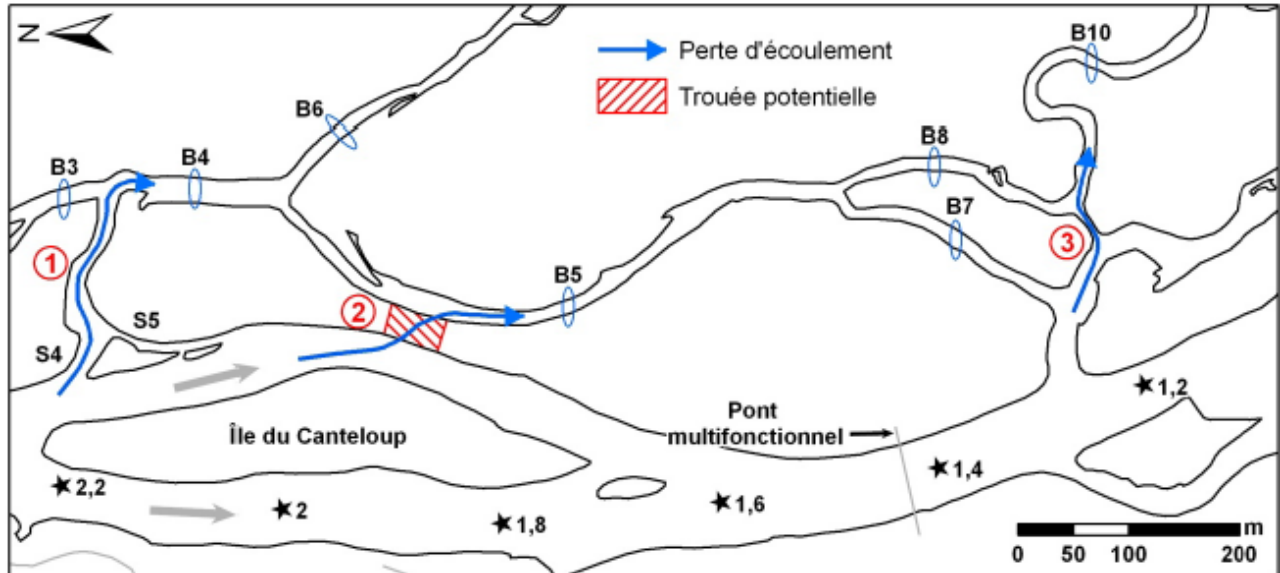 N
Perte d'écoulement
Trouée potentielle
B10
B6
B8
B3
B4
B7
1
3
B5
2
S5
S4
1,2
Pont
multifonctionnel
Île du Canteloup
1,4
2,2
2
1,8
1,6
m
0 50 100 200